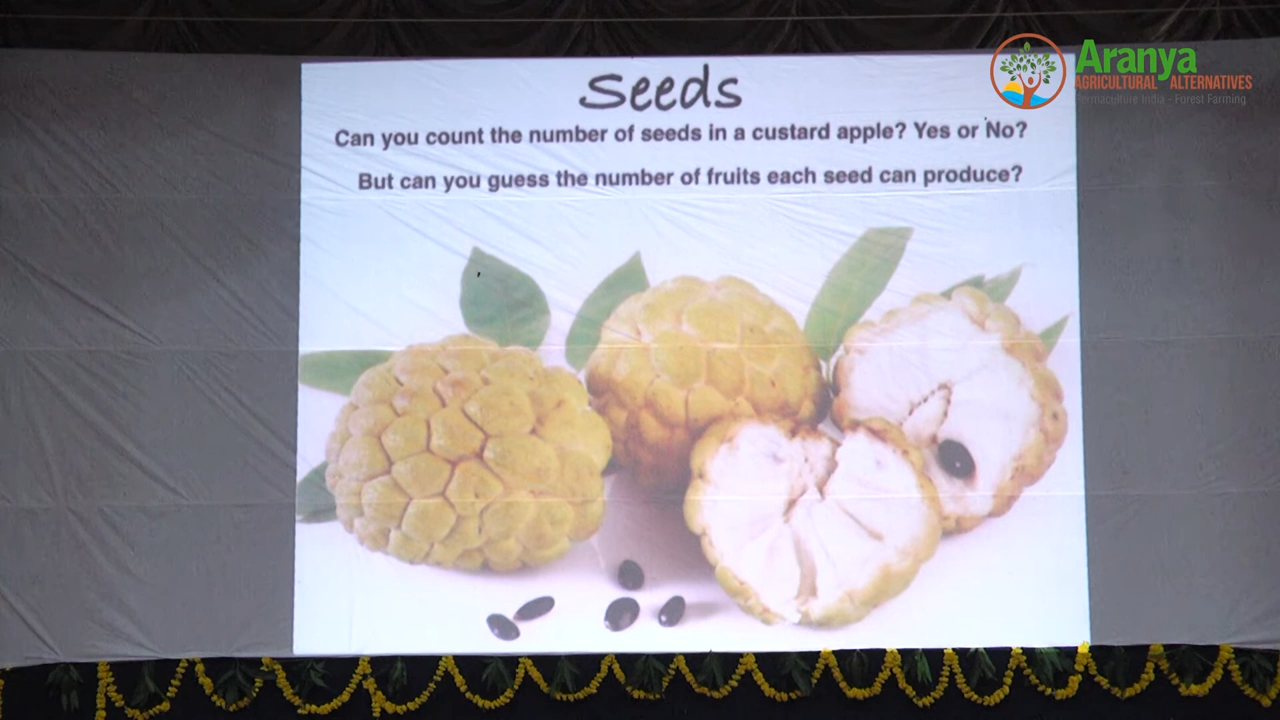 Seeds
Can you count the number of seeds in a custard apple? Yes or No?
But can you guess the number of fruits each seed can produce?
Aranya
AGRICULTURAL ALTERNATIVES
Permaculture India - Forest Farming